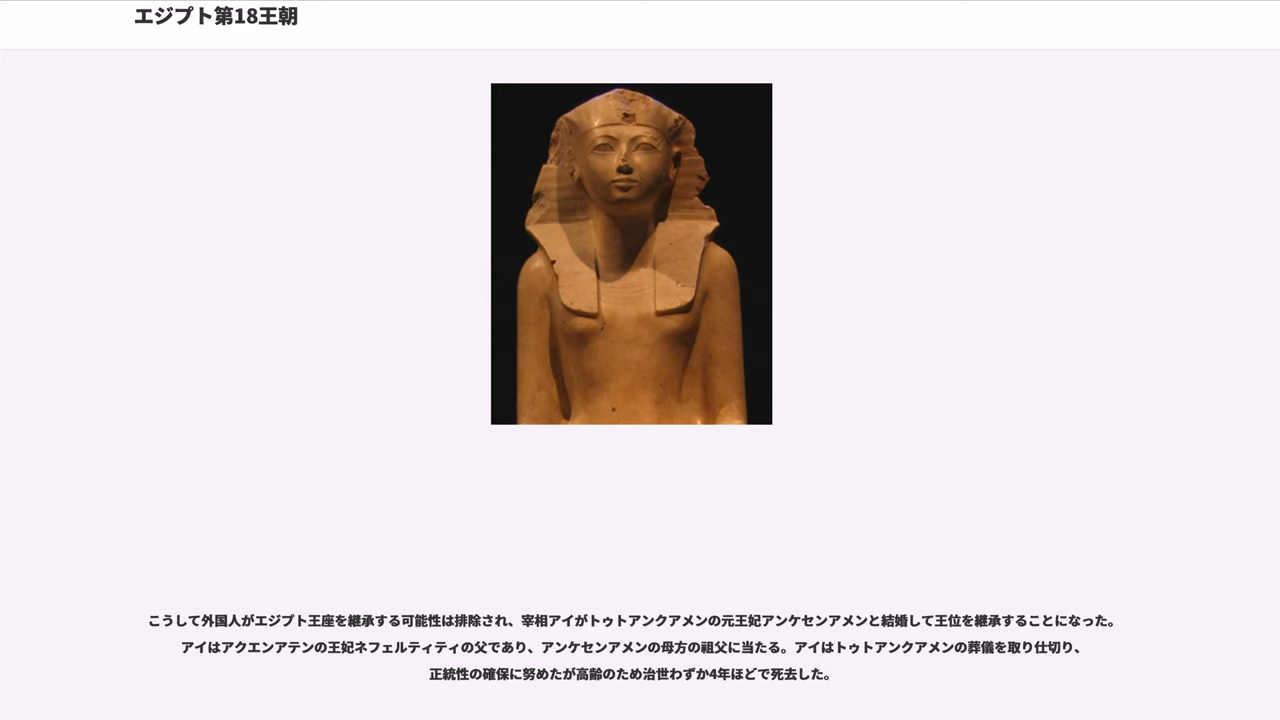 エジプト第18王朝
こうして外国人がエジプト王座を継承する可能性は排除され、宰相アイがトゥトアンクアメンの元王妃アンケセンアメンと結婚して王位を継承することになった。
アイはアクエンアテンの王妃ネフェルティティの父であり、アンケセンアメンの母方の祖父に当たる。アイはトゥトアンクアメンの葬儀を取り仕切り、
正統性の確保に努めたが高齢のため治世わずか4年ほどで死去した。